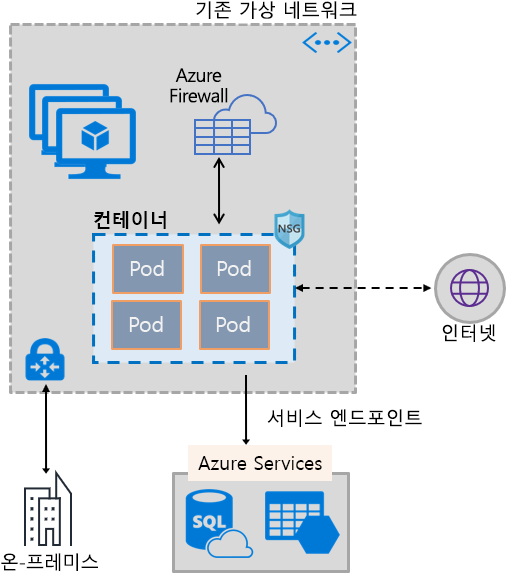 기존 가상 네트워크
Azure
Firewall
컨테이너
NSG
Pod
Pod
Pod
Pod
인터넷
서비스 엔드포인트
Azure Services
SQL
온-프레미스